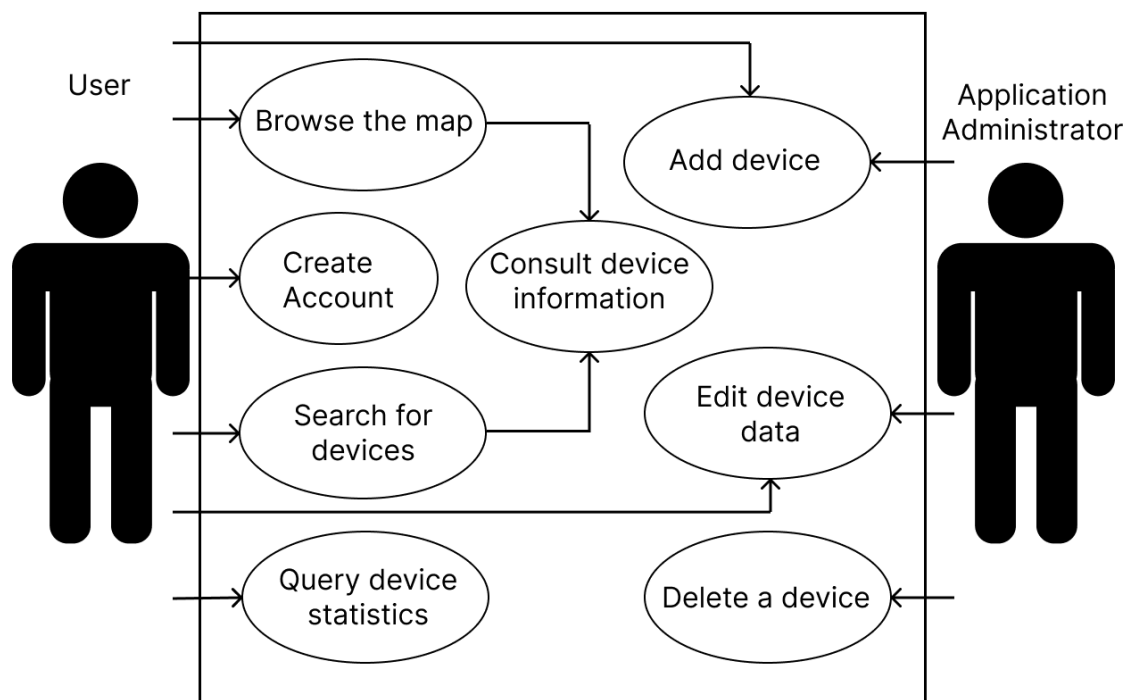 User
Application
Administrator
Browse the map
Add device
Create
Account
Consult device
information
Search for
devices
Edit device
data
Query device
statistics
Delete a device